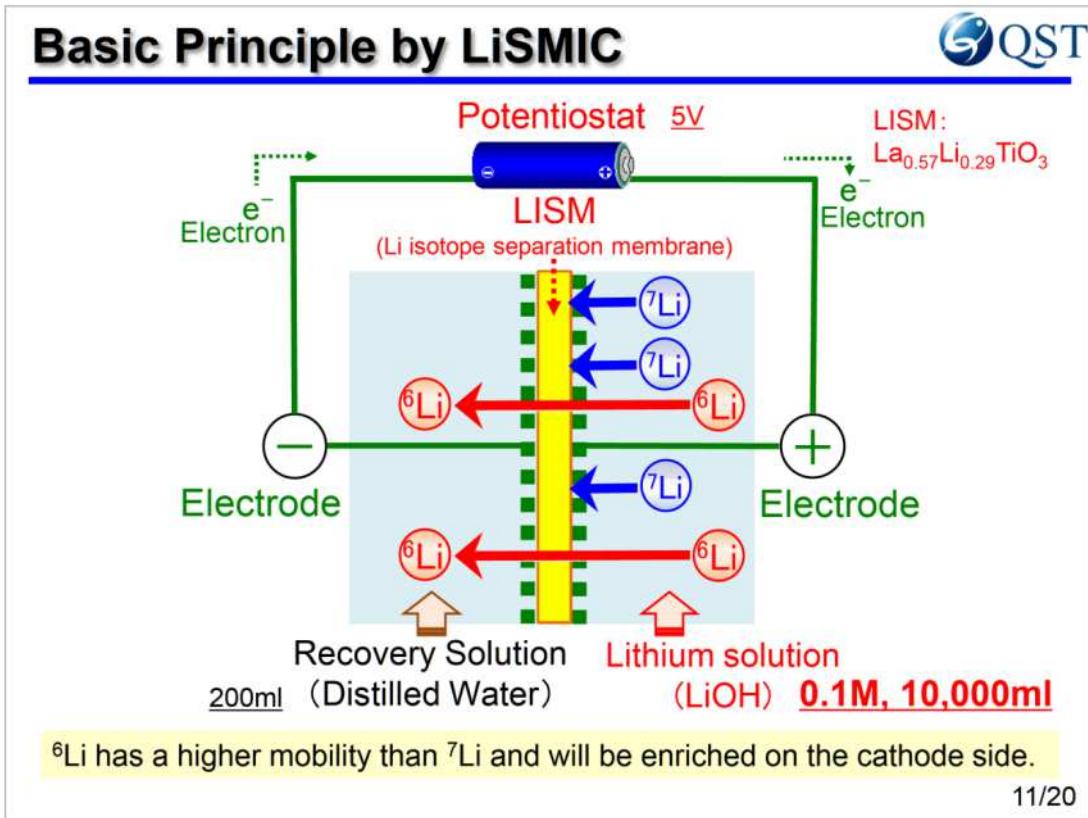 Basic Principle by LiSMIC
QST
Potentiostat 5V
LISM:
La0.57Li0.29TiO3
e−
Electron
e−
Electron
LISM
(Li isotope separation membrane)
7Li
7Li
6Li
6Li
−
+
7Li
Electrode
Electrode
6Li
6Li
Recovery Solution
200ml (Distilled Water)
Lithium solution
(LiOH) 0.1M, 10,000ml
6Li has a higher mobility than 7Li and will be enriched on the cathode side.
11/20